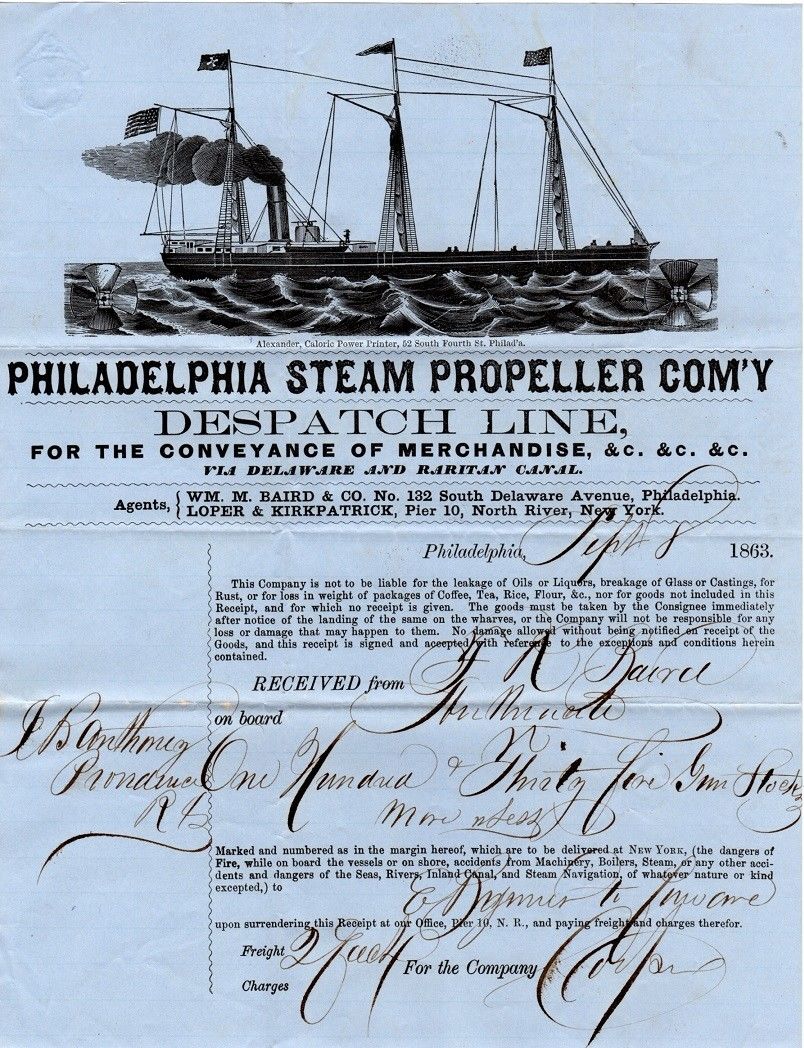 Alexander, Caloric Power Printer, 52 South Fourth St. Philad'a.
PHILADELPHIA STEAM PROPELLER COM'Y
DESPATCH LINE,
FOR THE CONVEYANCE OF MERCHANDISE, &c. &c. &c.
VIA DELAWARE AND RARITAN CANAL.
Agents, { WM. M. BAIRD & CO. No. 132 South Delaware Avenue, Philadelphia.
LOPER & KIRKPATRICK, Pier 10, North River, New York.
Philadelphia, Sept 8 1863.
This Company is not to be liable for the leakage of Oils or Liquors, breakage of Glass or Castings, for
Rust, or for loss in weight of packages of Coffee, Tea, Rice, Flour, &c., nor for goods not included in this
Receipt, and for which no receipt is given. The goods must be taken by the Consignee immediately
after notice of the landing of the same on the wharves, or the Company will not be responsible for any
loss or damage that may happen to them. No damage allowed without being notified on receipt of the
Goods, and this receipt is signed and accepted with reference to the exceptions and conditions herein
contained.
RECEIVED from
on board
J B Anthony
Providence
R I
One Hundred & Thirty five Gun Stocks
more or less
Marked and numbered as in the margin hereof, which are to be delivered at NEW YORK, (the dangers of
Fire, while on board the vessels or on shore, accidents from Machinery, Boilers, Steam, or any other acci-
dents and dangers of the Seas, Rivers, Inland Canal, and Steam Navigation, of whatever nature or kind
excepted,) to
upon surrendering this Receipt at our Office, Pier 10, N. R., and paying freight and charges therefor.
Freight 2 Each
Charges
For the Company